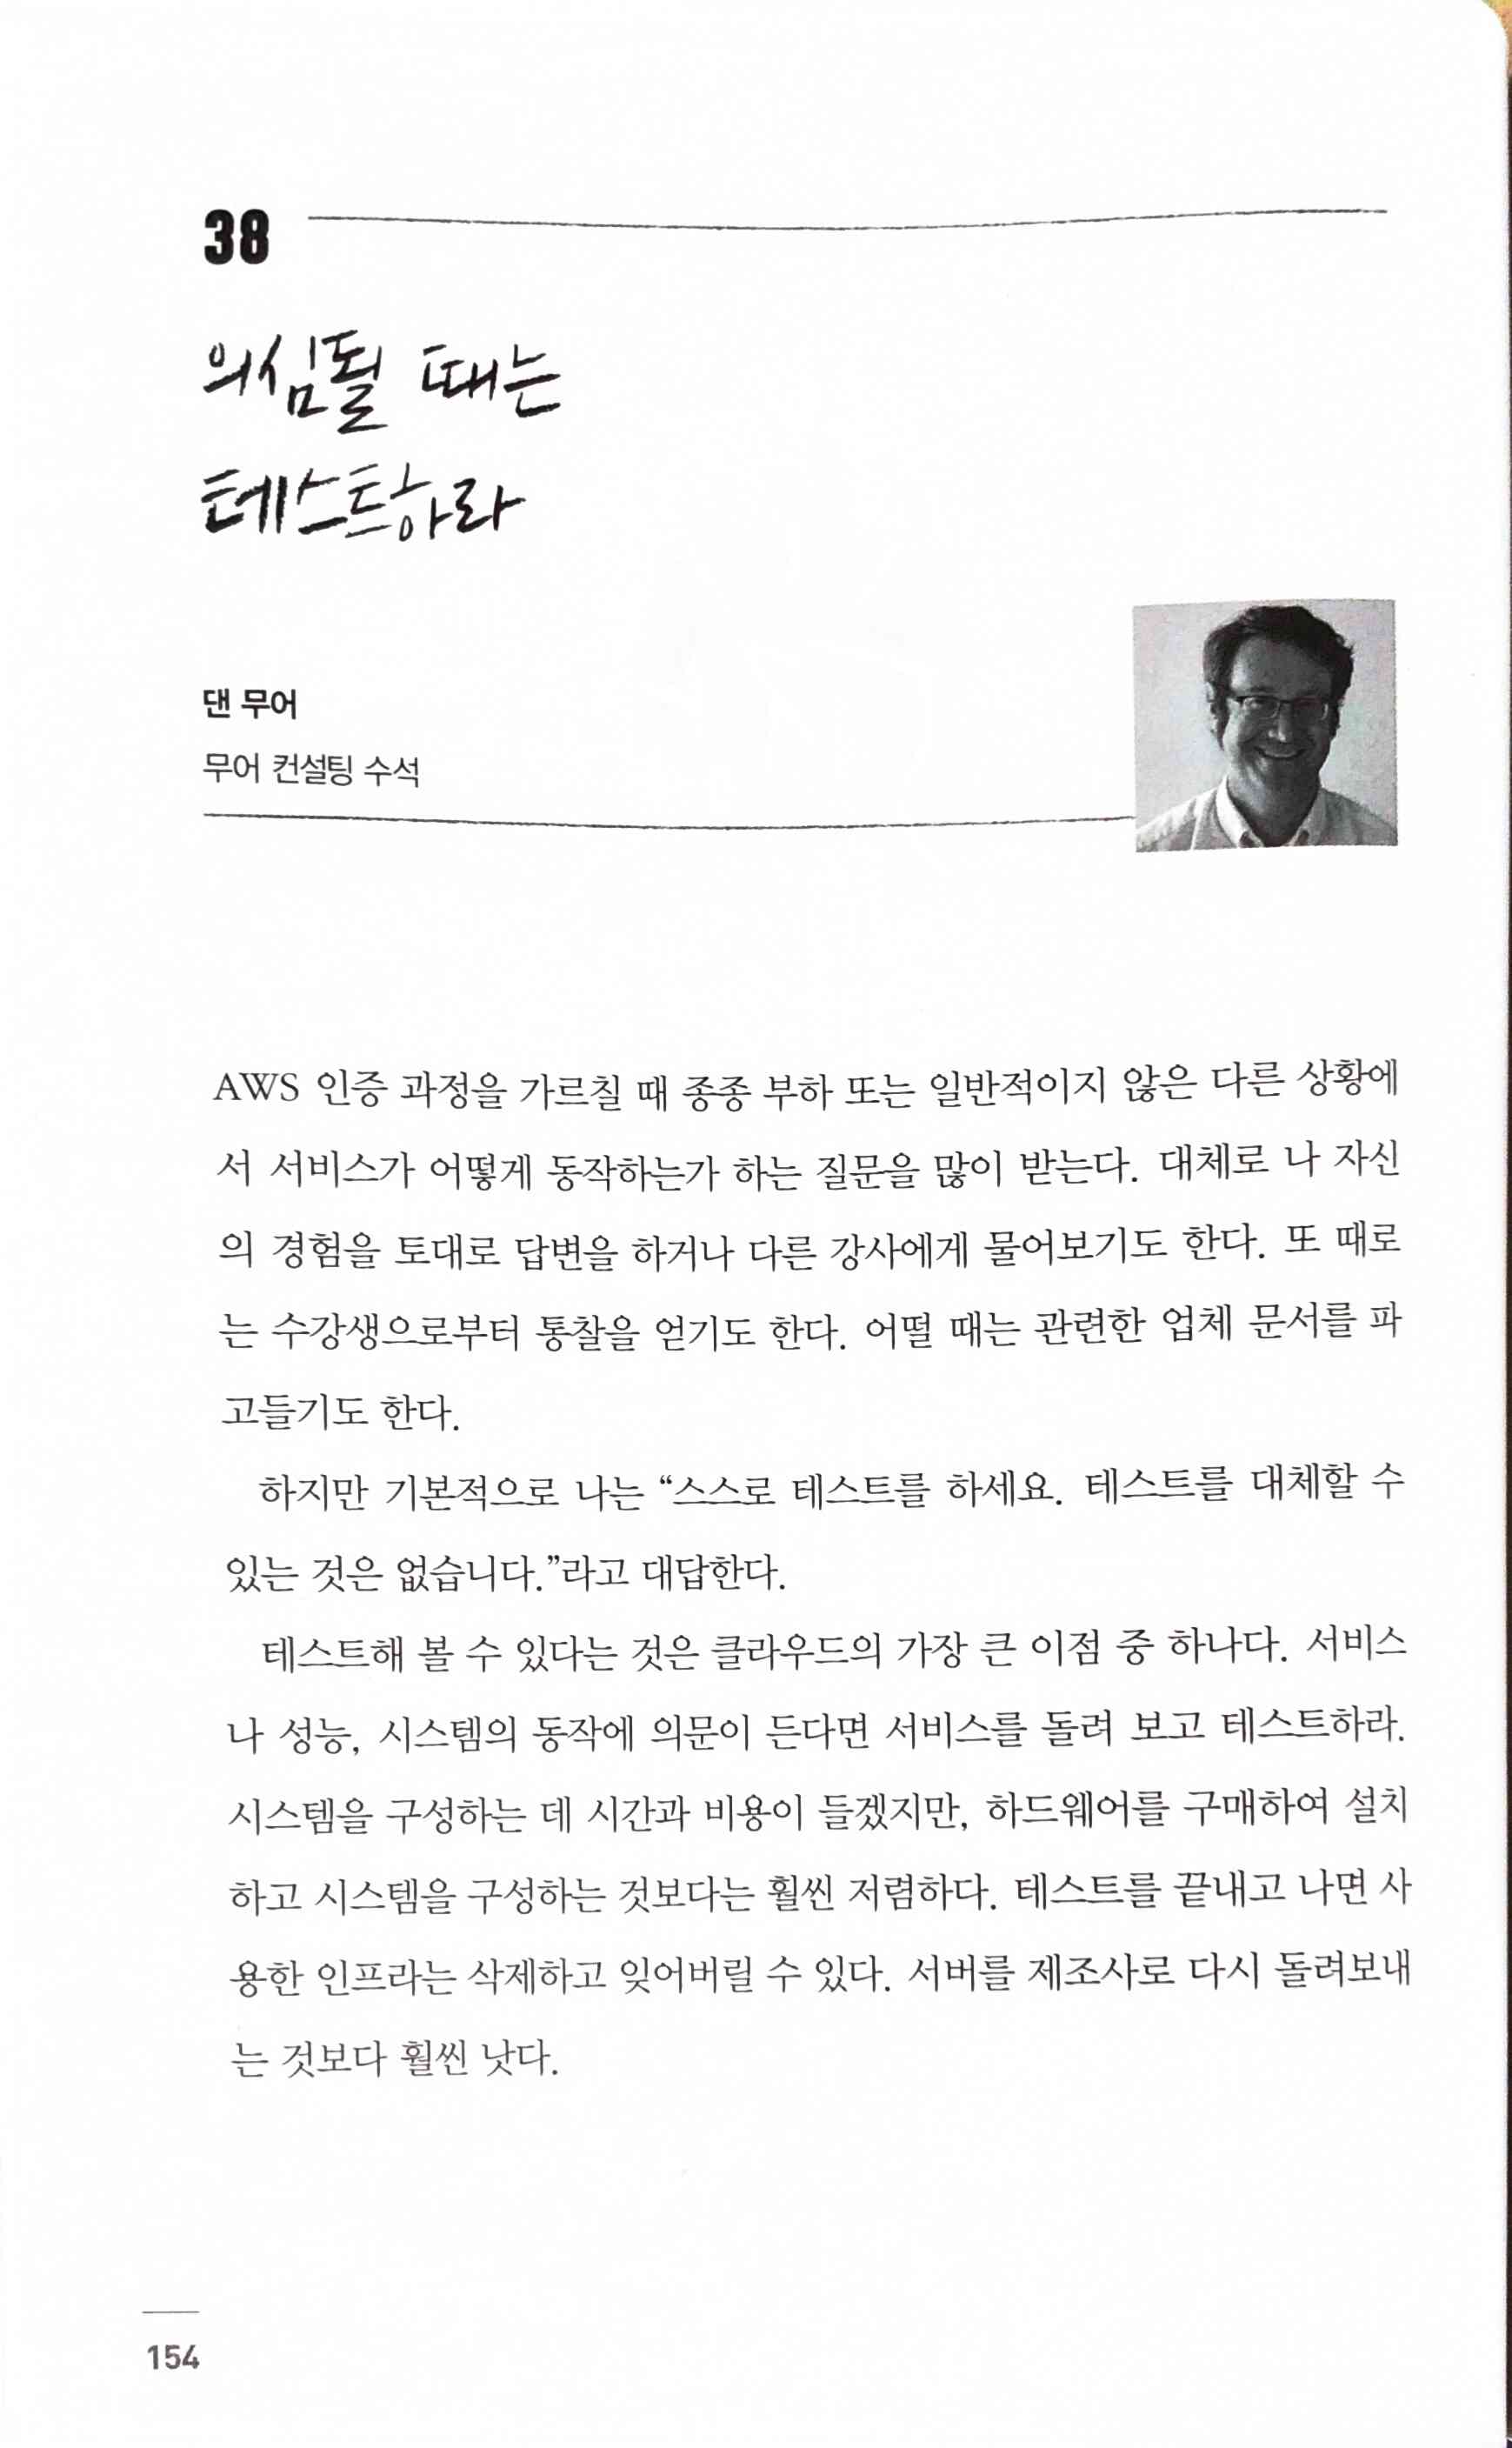 38
의심될 때는
테스트하라
댄 무어
무어 컨설팅 수석
AWS 인증 과정을 가르칠 때 종종 부하 또는 일반적이지 않은 다른 상황에
서 서비스가 어떻게 동작하는가 하는 질문을 많이 받는다. 대체로 나 자신
의 경험을 토대로 답변을 하거나 다른 강사에게 물어보기도 한다. 또 때로
는 수강생으로부터 통찰을 얻기도 한다. 어떨 때는 관련한 업체 문서를 파
고들기도 한다.
하지만 기본적으로 나는 “스스로 테스트를 하세요. 테스트를 대체할 수
있는 것은 없습니다.”라고 대답한다.
테스트해 볼 수 있다는 것은 클라우드의 가장 큰 이점 중 하나다. 서비스
나 성능, 시스템의 동작에 의문이 든다면 서비스를 돌려 보고 테스트하라.
시스템을 구성하는 데 시간과 비용이 들겠지만, 하드웨어를 구매하여 설치
하고 시스템을 구성하는 것보다는 훨씬 저렴하다. 테스트를 끝내고 나면 사
용한 인프라는 삭제하고 잊어버릴 수 있다. 서버를 제조사로 다시 돌려보내
는 것보다 훨씬 낫다.
154